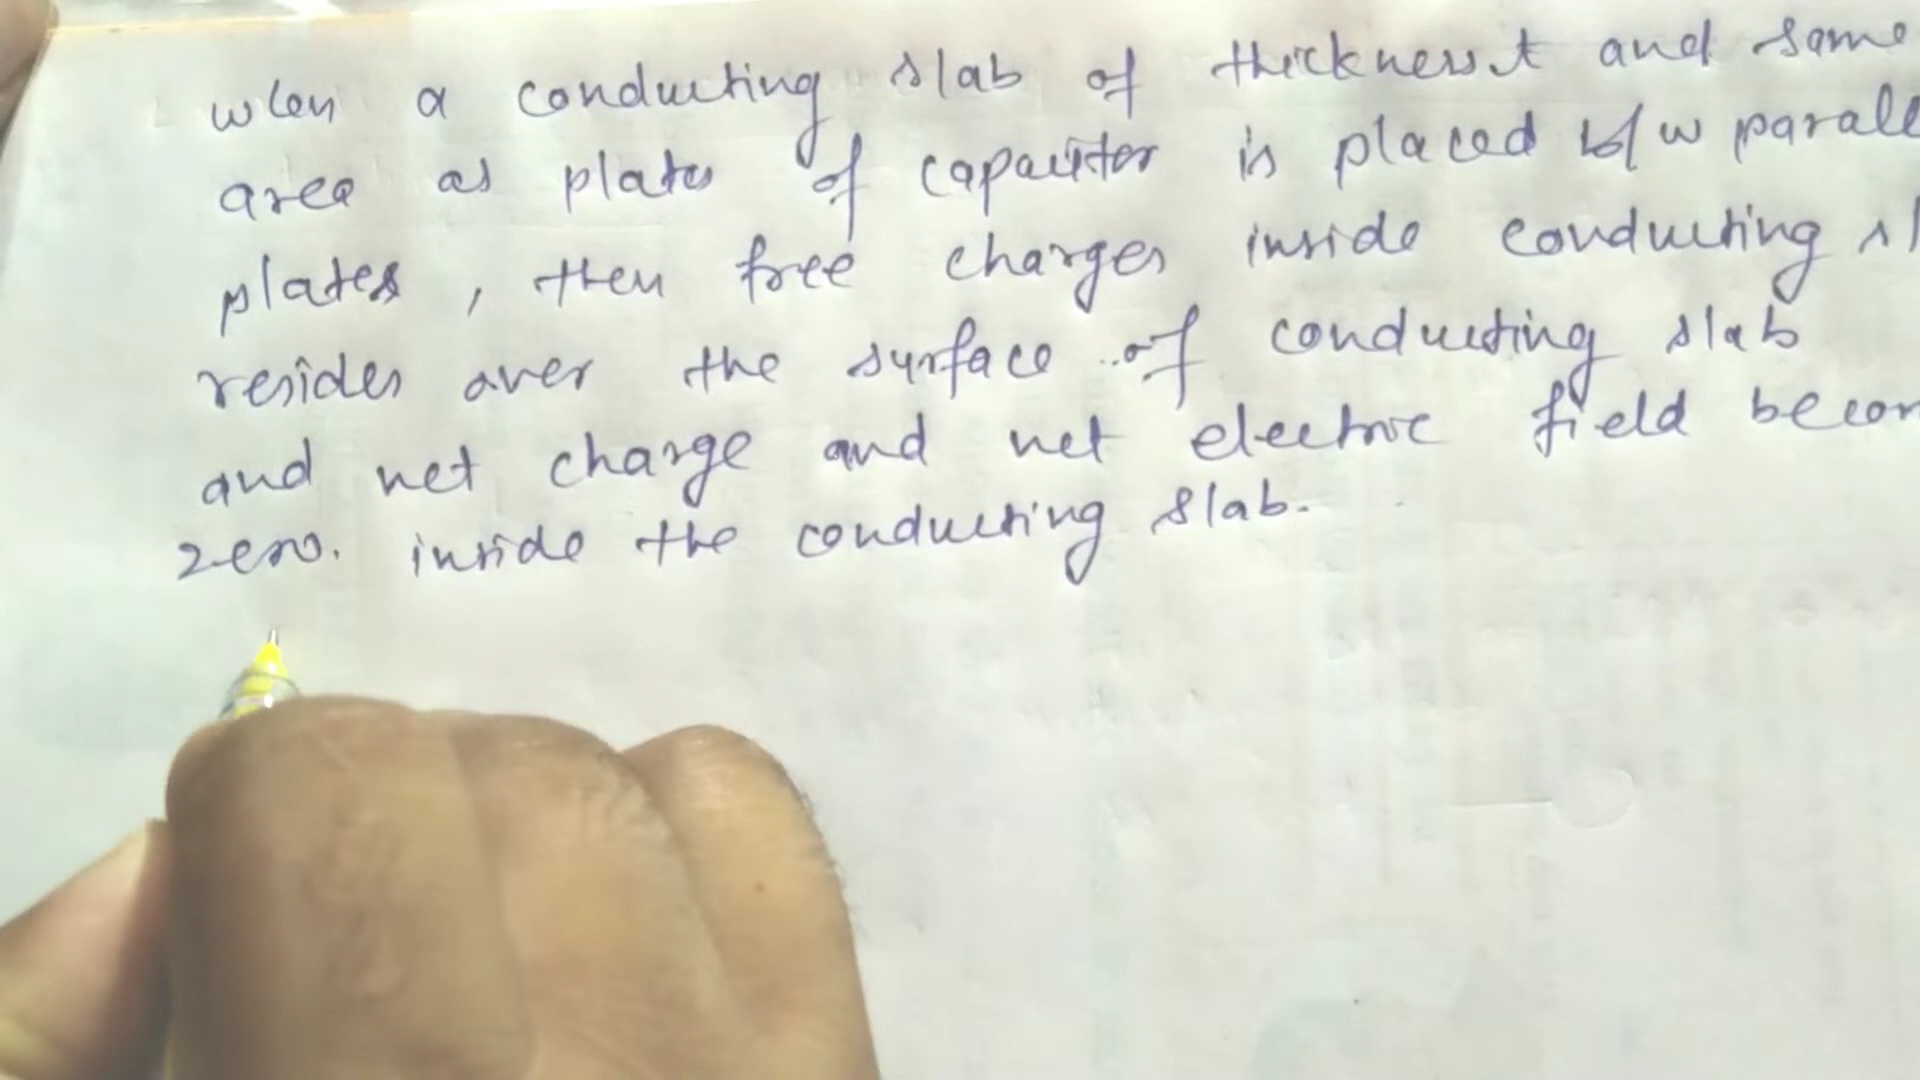 when a conducting slab of thickness t and same
area as plates of capacitor is placed b/w parall
plates, then free charges inside conducting sl
resides over the surface of conducting slab
and net charge and net electric field becom
zero. inside the conducting slab.